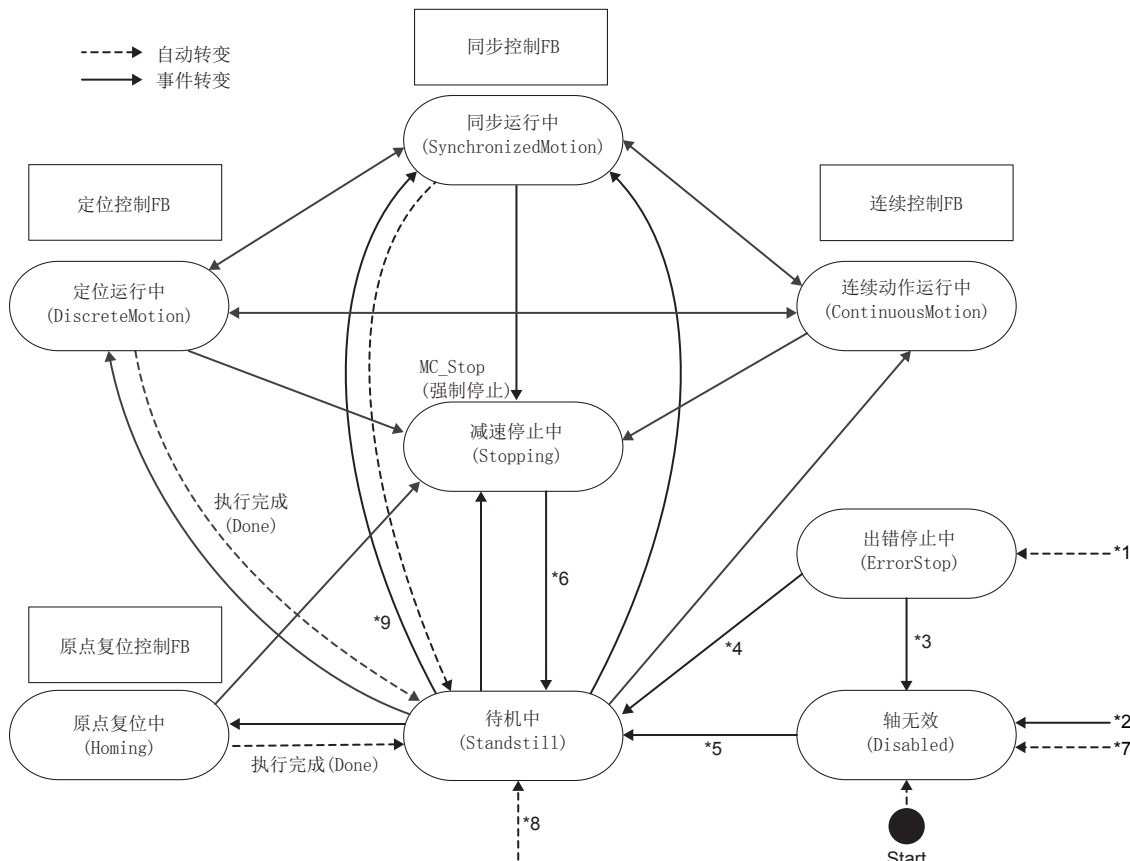 自动转变
事件转变
同步控制FB
同步运行中
(SynchronizedMotion)
定位控制FB
连续控制FB
定位运行中
(DiscreteMotion)
连续动作运行中
(ContinuousMotion)
MC_Stop
(强制停止)
减速停止中
(Stopping)
执行完成
(Done)
出错停止中
(ErrorStop)
*1
*6
*9
*4
*3
原点复位控制FB
原点复位中
(Homing)
待机中
(Standstill)
轴无效
(Disabled)
*2
*7
*5
执行完成(Done)
*8
Start